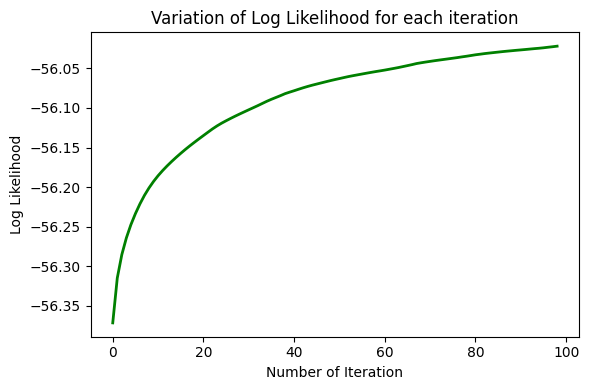 Variation of Log Likelihood for each iteration
Log Likelihood
−56.05
−56.10
−56.15
−56.20
−56.25
−56.30
−56.35
0 20 40 60 80 100
Number of Iteration